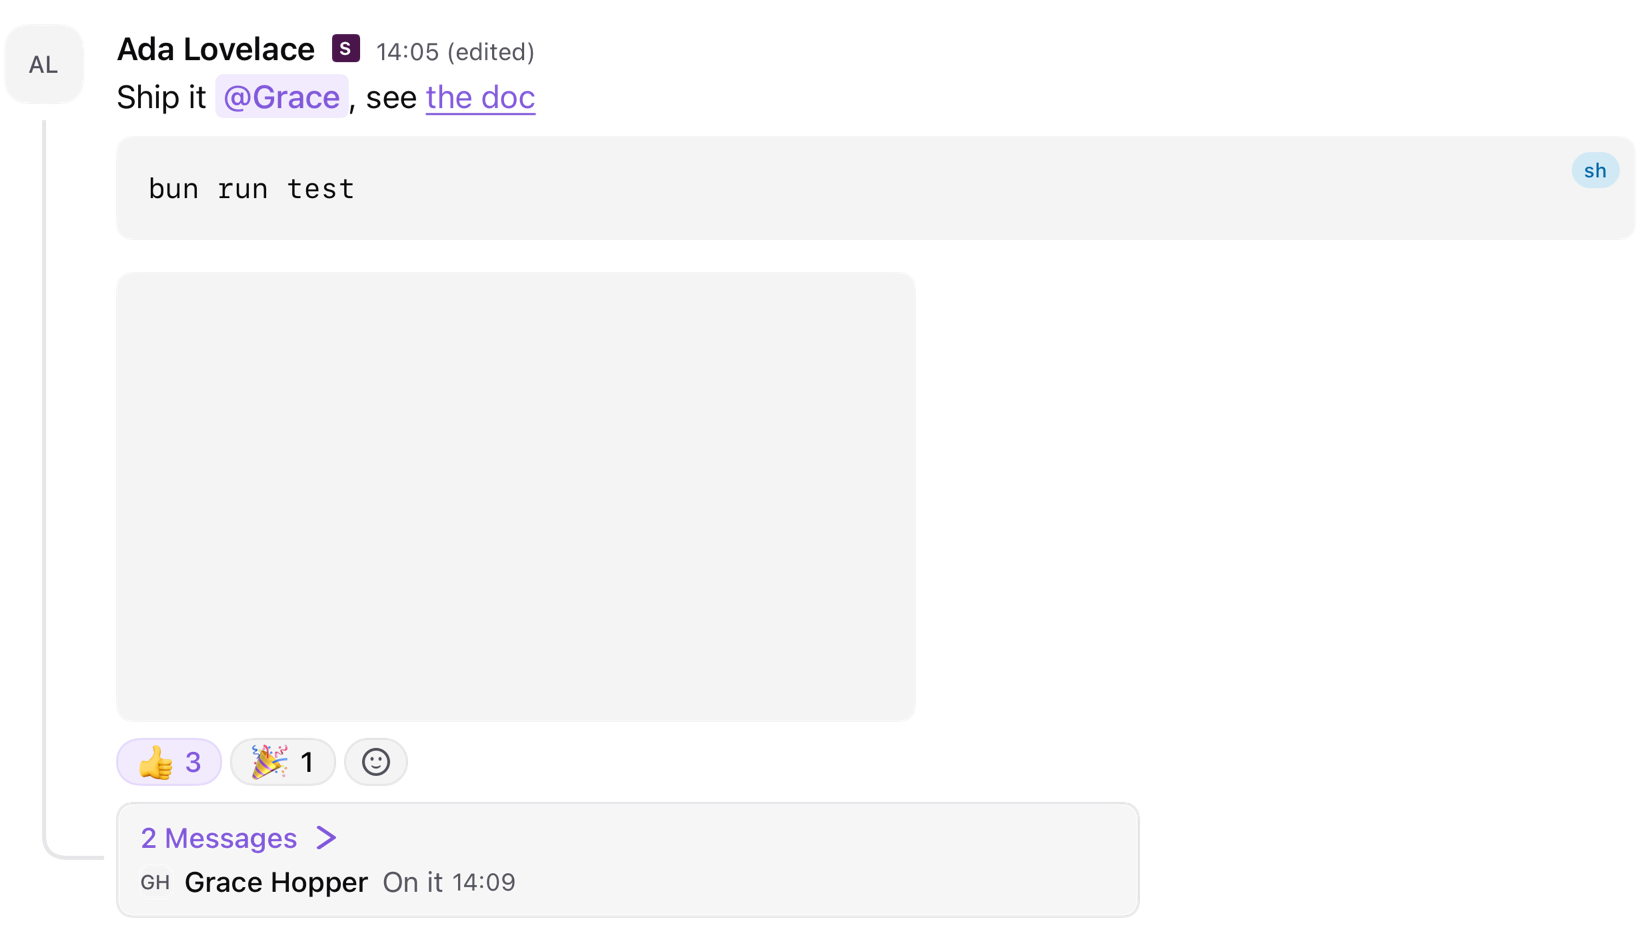 AL
Ada Lovelace S 14:05 (edited)
Ship it @Grace, see the doc
sh
bun run test
👍 3 🎉 1
2 Messages >
GH Grace Hopper On it 14:09